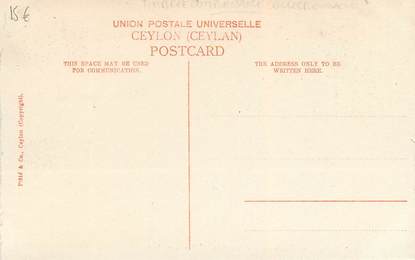 15€
UNION POSTALE UNIVERSELLE
CEYLON (CEYLAN)
POSTCARD
THIS SPACE MAY BE USED
FOR COMMUNICATION.
THE ADDRESS ONLY TO BE
WRITTEN HERE.
Plâté & Co., Ceylon (Copyright).